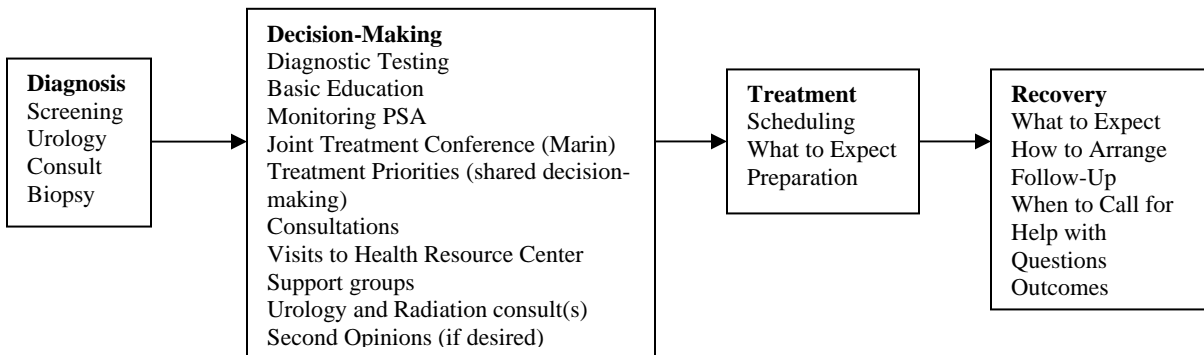 Diagnosis
Screening
Urology
Consult
Biopsy
Decision-Making
Diagnostic Testing
Basic Education
Monitoring PSA
Joint Treatment Conference (Marin)
Treatment Priorities (shared decision-
making)
Consultations
Visits to Health Resource Center
Support groups
Urology and Radiation consult(s)
Second Opinions (if desired)
Treatment
Scheduling
What to Expect
Preparation
Recovery
What to Expect
How to Arrange
Follow-Up
When to Call for
Help with
Questions
Outcomes